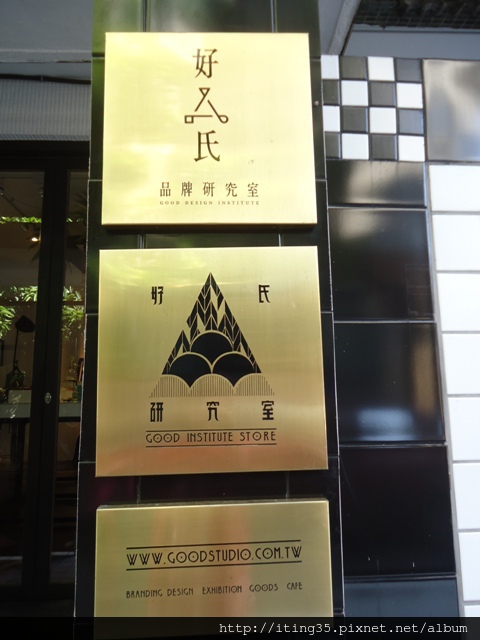 好
氏
品牌研究室
GOOD DESIGN INSTITUTE
好 氏
研究室
GOOD INSTITUTE STORE
WWW.GOODSTUDIO.COM.TW
BRANDING DESIGN EXHIBITION GOODS CAFE
http://iting35.pixnet.net/album